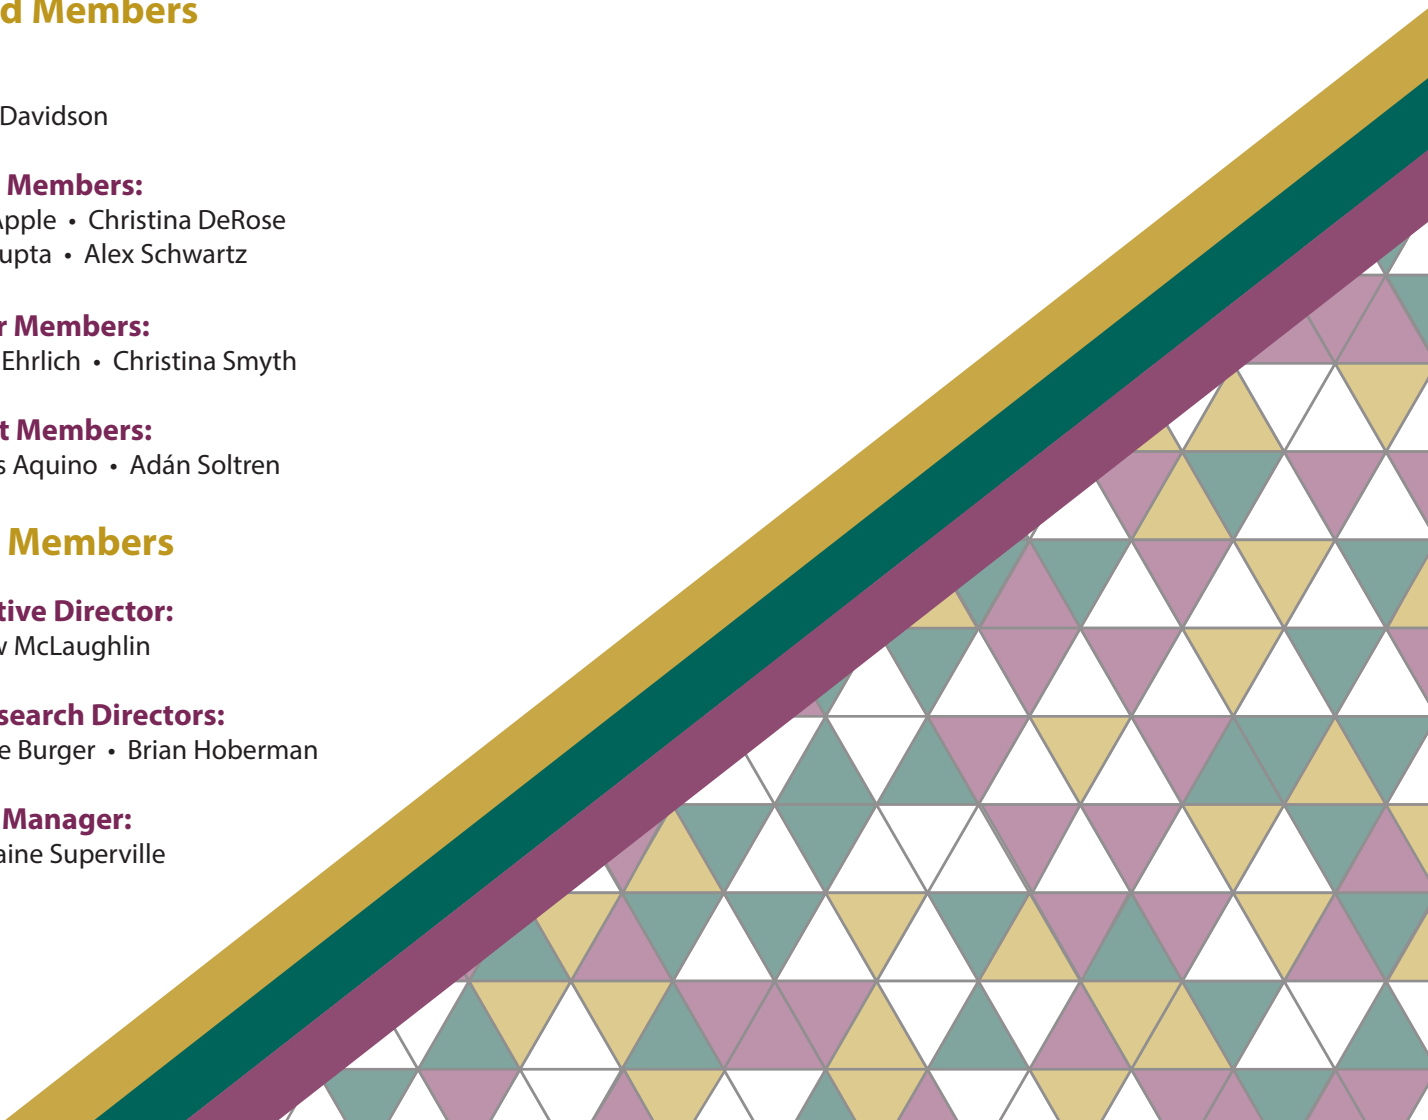 d Members
Davidson
Members:
Apple • Christina DeRose
upta • Alex Schwartz
r Members:
Ehrlich • Christina Smyth
t Members:
s Aquino • Adán Soltren
Members
tive Director:
w McLaughlin
search Directors:
e Burger • Brian Hoberman
Manager:
aine Superville